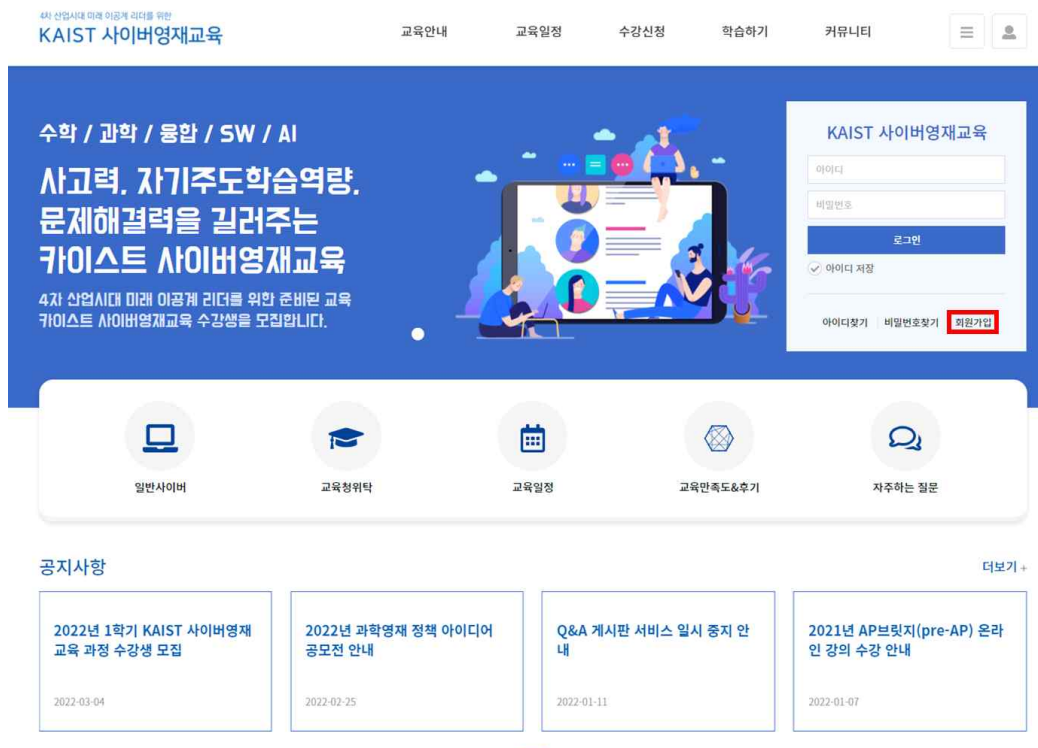 4차 산업시대 미래 이공계 리더를 위한
KAIST 사이버영재교육
교육안내
교육일정
수강신청
학습하기
커뮤니티
수학 / 과학 / 융합 / SW / AI
사고력, 자기주도학습역량,
문제해결력을 길러주는
카이스트 사이버영재교육
4차 산업시대 미래 이공계 리더를 위한 준비된 교육
카이스트 사이버영재교육 수강생을 모집합니다.
KAIST 사이버영재교육
아이디
비밀번호
로그인
아이디 저장
아이디찾기
비밀번호찾기
회원가입
일반사이버
교육청위탁
교육일정
교육만족도&후기
자주하는 질문
공지사항
더보기 +
2022년 1학기 KAIST 사이버영재
교육 과정 수강생 모집
2022-03-04
2022년 과학영재 정책 아이디어
공모전 안내
2022-02-25
Q&A 게시판 서비스 일시 중지 안
내
2022-01-11
2021년 AP브릿지(pre-AP) 온라
인 강의 수강 안내
2022-01-07